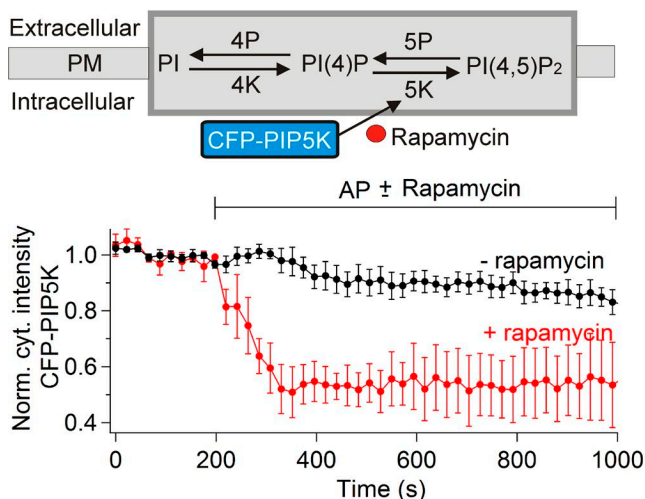 Extracellular
4P 5P
PM PI PI(4)P PI(4,5)P₂
4K 5K
Intracellular
CFP-PIP5K Rapamycin
AP ± Rapamycin
- rapamycin
+ rapamycin
Norm. cyt. intensity
CFP-PIP5K
1.0
0.8
0.6
0.4
0 200 400 600 800 1000
Time (s)